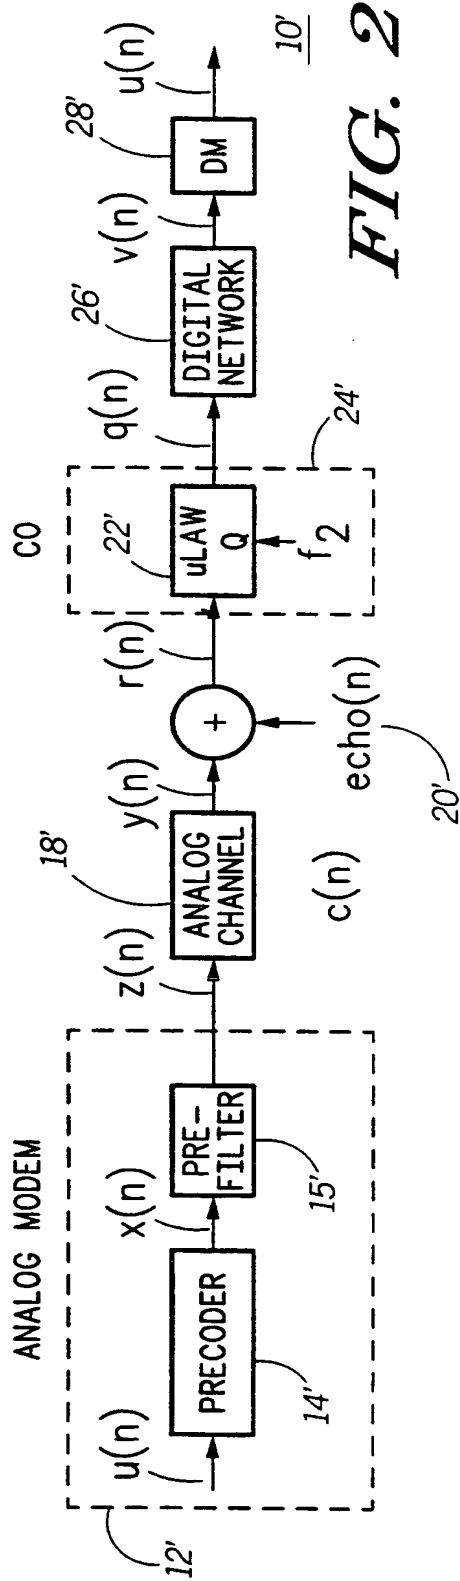 ANALOG MODEM
12'
u(n)
PRECODER
14'
x(n)
PRE-
FILTER
15'
z(n)
18'
ANALOG
CHANNEL
c(n)
y(n)
+
echo(n)
20'
r(n)
CO
22'
uLAW
Q
f2
24'
q(n)
26'
DIGITAL
NETWORK
v(n)
28'
DM
u(n)
10'
FIG. 2